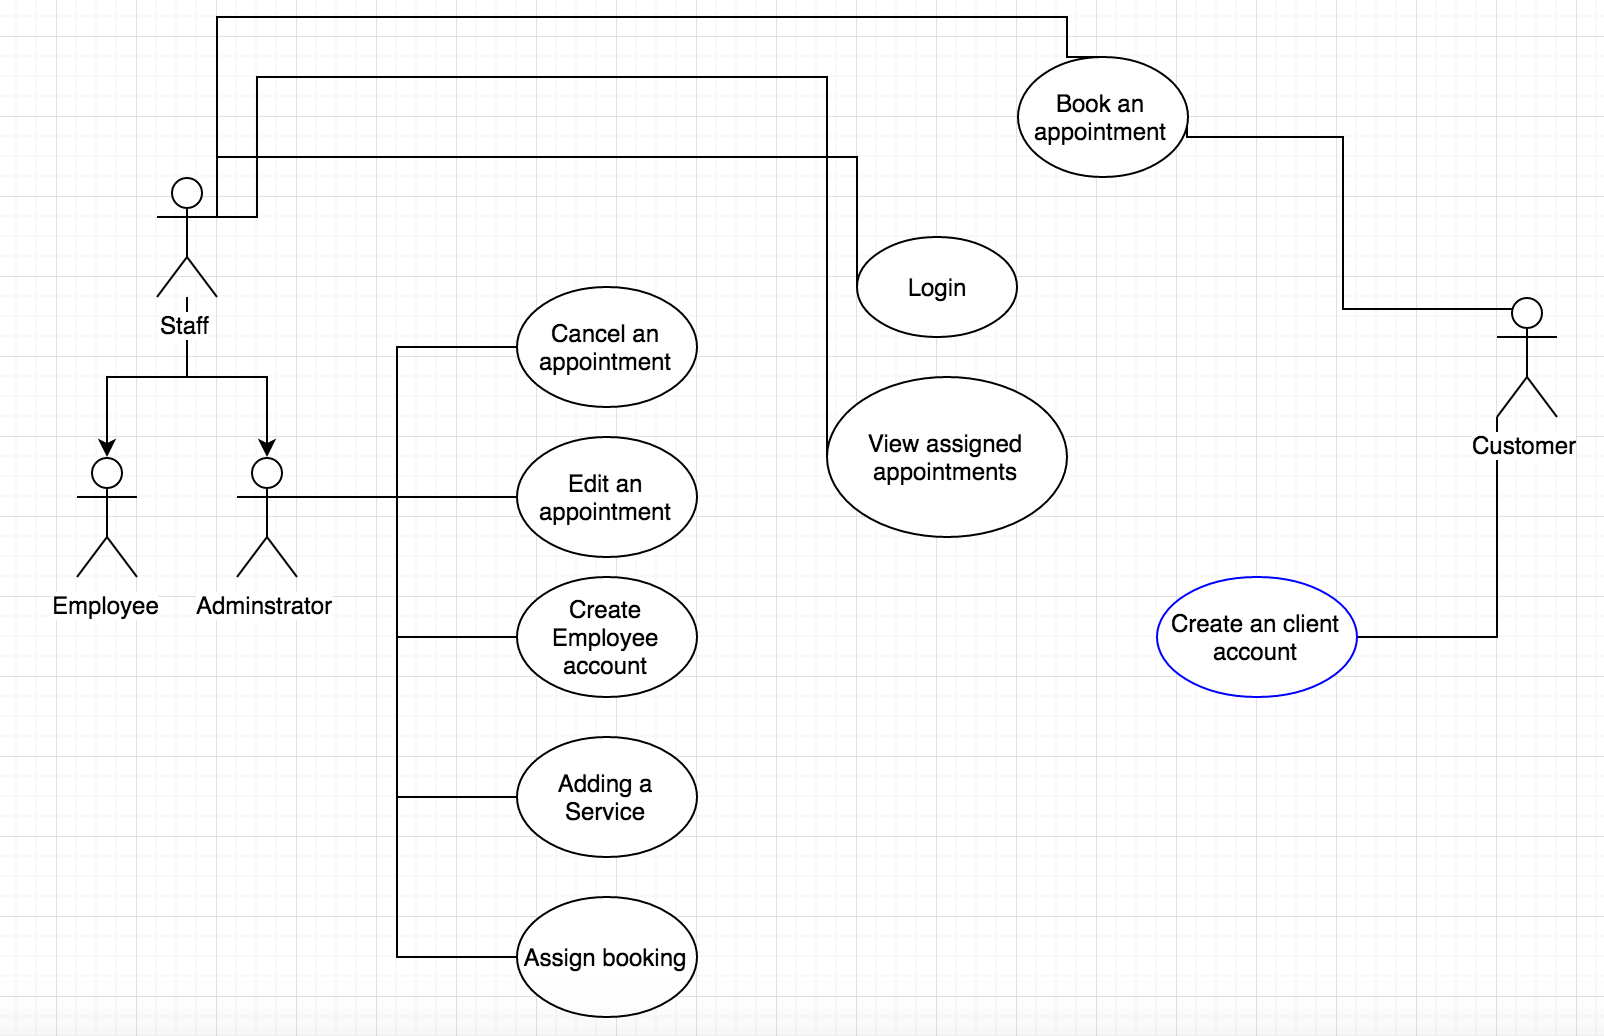 Book an
appointment
Login
Staff
Cancel an
appointment
View assigned
appointments
Customer
Edit an
appointment
Employee
Adminstrator
Create
Employee
account
Create an client
account
Adding a
Service
Assign booking